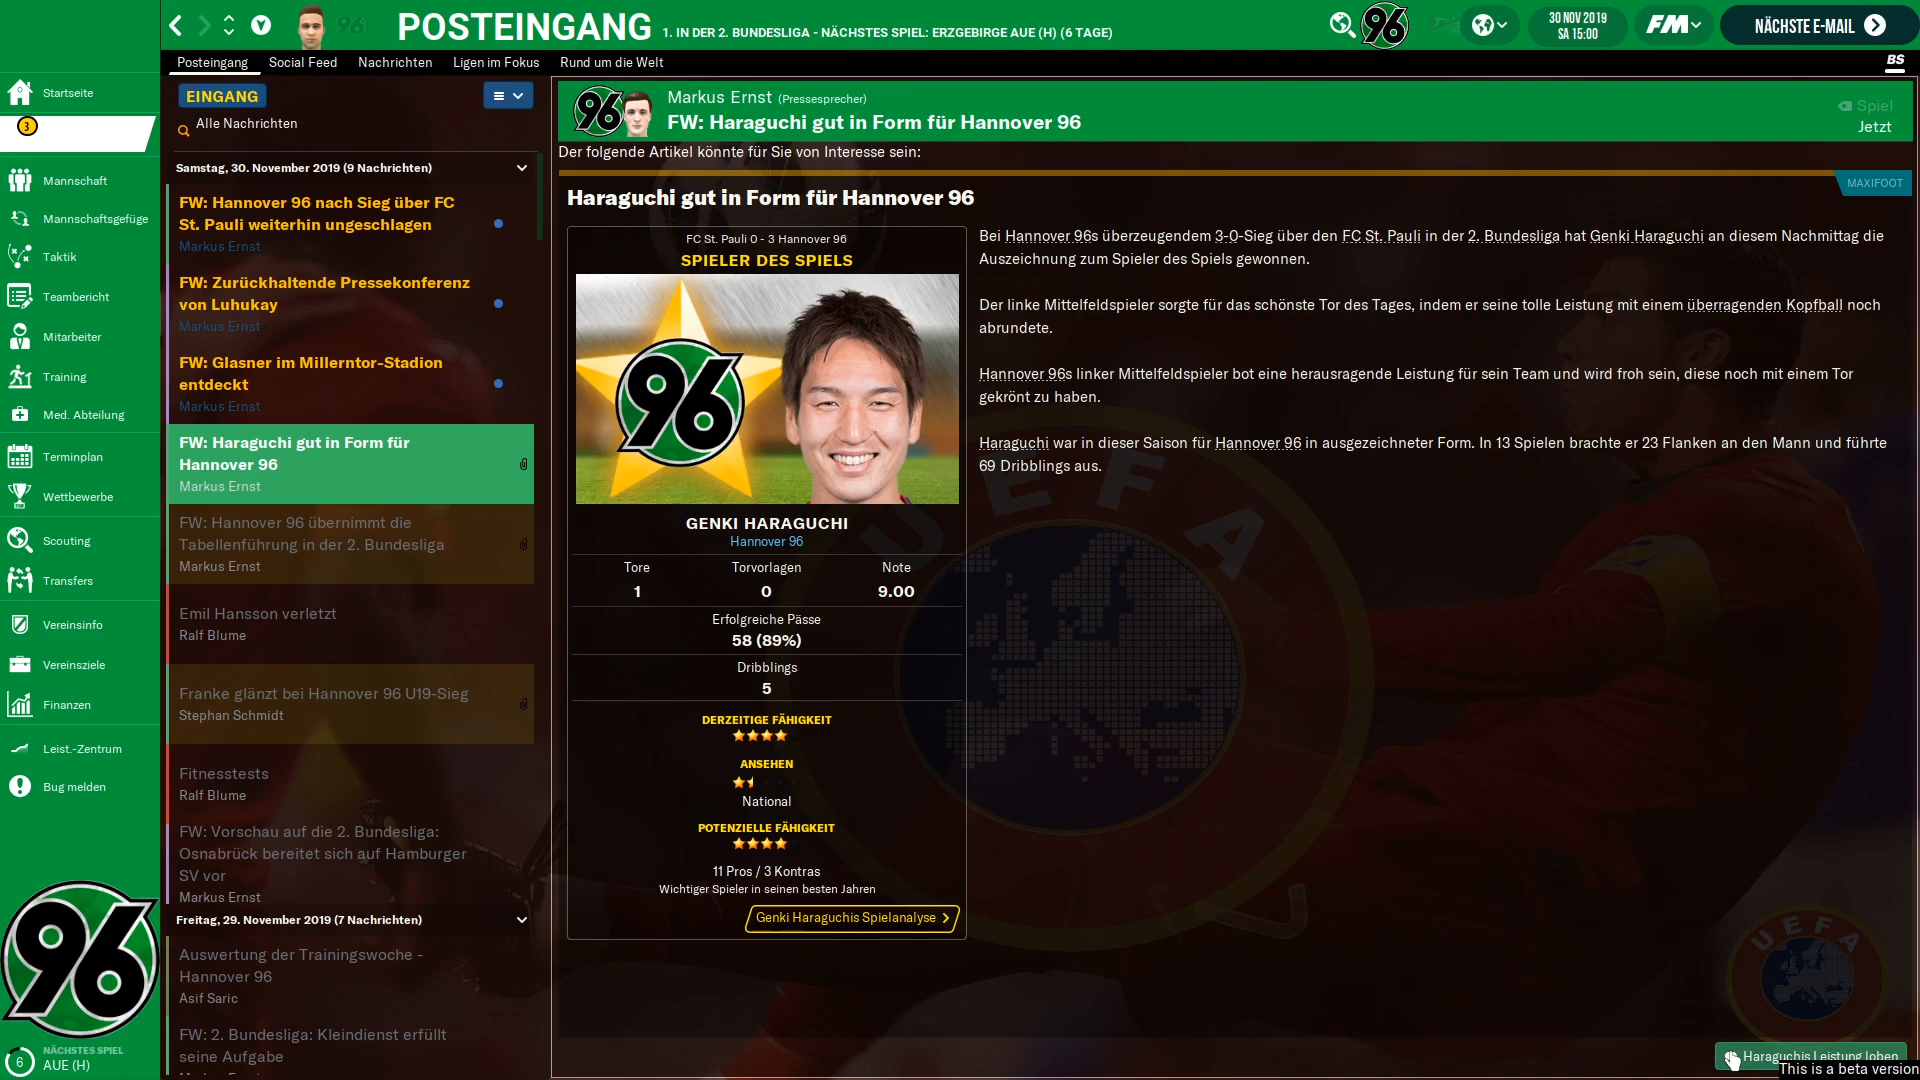 POSTEINGANG
1. IN DER 2. BUNDESLIGA - NÄCHSTES SPIEL: ERZGEBIRGE AUE (H) (6 TAGE)
96
30 NOV 2019
SA 15:00
FM
NÄCHSTE E-MAIL
Posteingang
Social Feed
Nachrichten
Ligen im Fokus
Rund um die Welt
BS
Startseite
3
Mannschaft
Mannschaftsgefüge
Taktik
Teambericht
Mitarbeiter
Training
Med. Abteilung
Terminplan
Wettbewerbe
Scouting
Transfers
Vereinsinfo
Vereinsziele
Finanzen
Leist.-Zentrum
Bug melden
96
6
NÄCHSTES SPIEL
AUE (H)
EINGANG
Alle Nachrichten
Samstag, 30. November 2019 (9 Nachrichten)
FW: Hannover 96 nach Sieg über FC
St. Pauli weiterhin ungeschlagen
Markus Ernst
FW: Zurückhaltende Pressekonferenz
von Luhukay
Markus Ernst
FW: Glasner im Millerntor-Stadion
entdeckt
Markus Ernst
FW: Haraguchi gut in Form für
Hannover 96
Markus Ernst
FW: Hannover 96 übernimmt die
Tabellenführung in der 2. Bundesliga
Markus Ernst
Emil Hansson verletzt
Ralf Blume
Franke glänzt bei Hannover 96 U19-Sieg
Stephan Schmidt
Fitnesstests
Ralf Blume
FW: Vorschau auf die 2. Bundesliga:
Osnabrück bereitet sich auf Hamburger
SV vor
Markus Ernst
Freitag, 29. November 2019 (7 Nachrichten)
Auswertung der Trainingswoche -
Hannover 96
Asif Saric
FW: 2. Bundesliga: Kleindienst erfüllt
seine Aufgabe
96
Markus Ernst (Pressesprecher)
FW: Haraguchi gut in Form für Hannover 96
Spiel
Jetzt
Der folgende Artikel könnte für Sie von Interesse sein:
MAXIFOOT
Haraguchi gut in Form für Hannover 96
FC St. Pauli 0 - 3 Hannover 96
SPIELER DES SPIELS
96
GENKI HARAGUCHI
Hannover 96
Tore
Torvorlagen
Note
1
0
9.00
Erfolgreiche Pässe
58 (89%)
Dribblings
5
DERZEITIGE FÄHIGKEIT
ANSEHEN
National
POTENZIELLE FÄHIGKEIT
11 Pros / 3 Kontras
Wichtiger Spieler in seinen besten Jahren
Genki Haraguchis Spielanalyse
Bei Hannover 96s überzeugendem 3-0-Sieg über den FC St. Pauli in der 2. Bundesliga hat Genki Haraguchi an diesem Nachmittag die
Auszeichnung zum Spieler des Spiels gewonnen.
Der linke Mittelfeldspieler sorgte für das schönste Tor des Tages, indem er seine tolle Leistung mit einem überragenden Kopfball noch
abrundete.
Hannover 96s linker Mittelfeldspieler bot eine herausragende Leistung für sein Team und wird froh sein, diese noch mit einem Tor
gekrönt zu haben.
Haraguchi war in dieser Saison für Hannover 96 in ausgezeichneter Form. In 13 Spielen brachte er 23 Flanken an den Mann und führte
69 Dribblings aus.
UEFA
UEFA
Haraguchis Leistung loben
This is a beta version